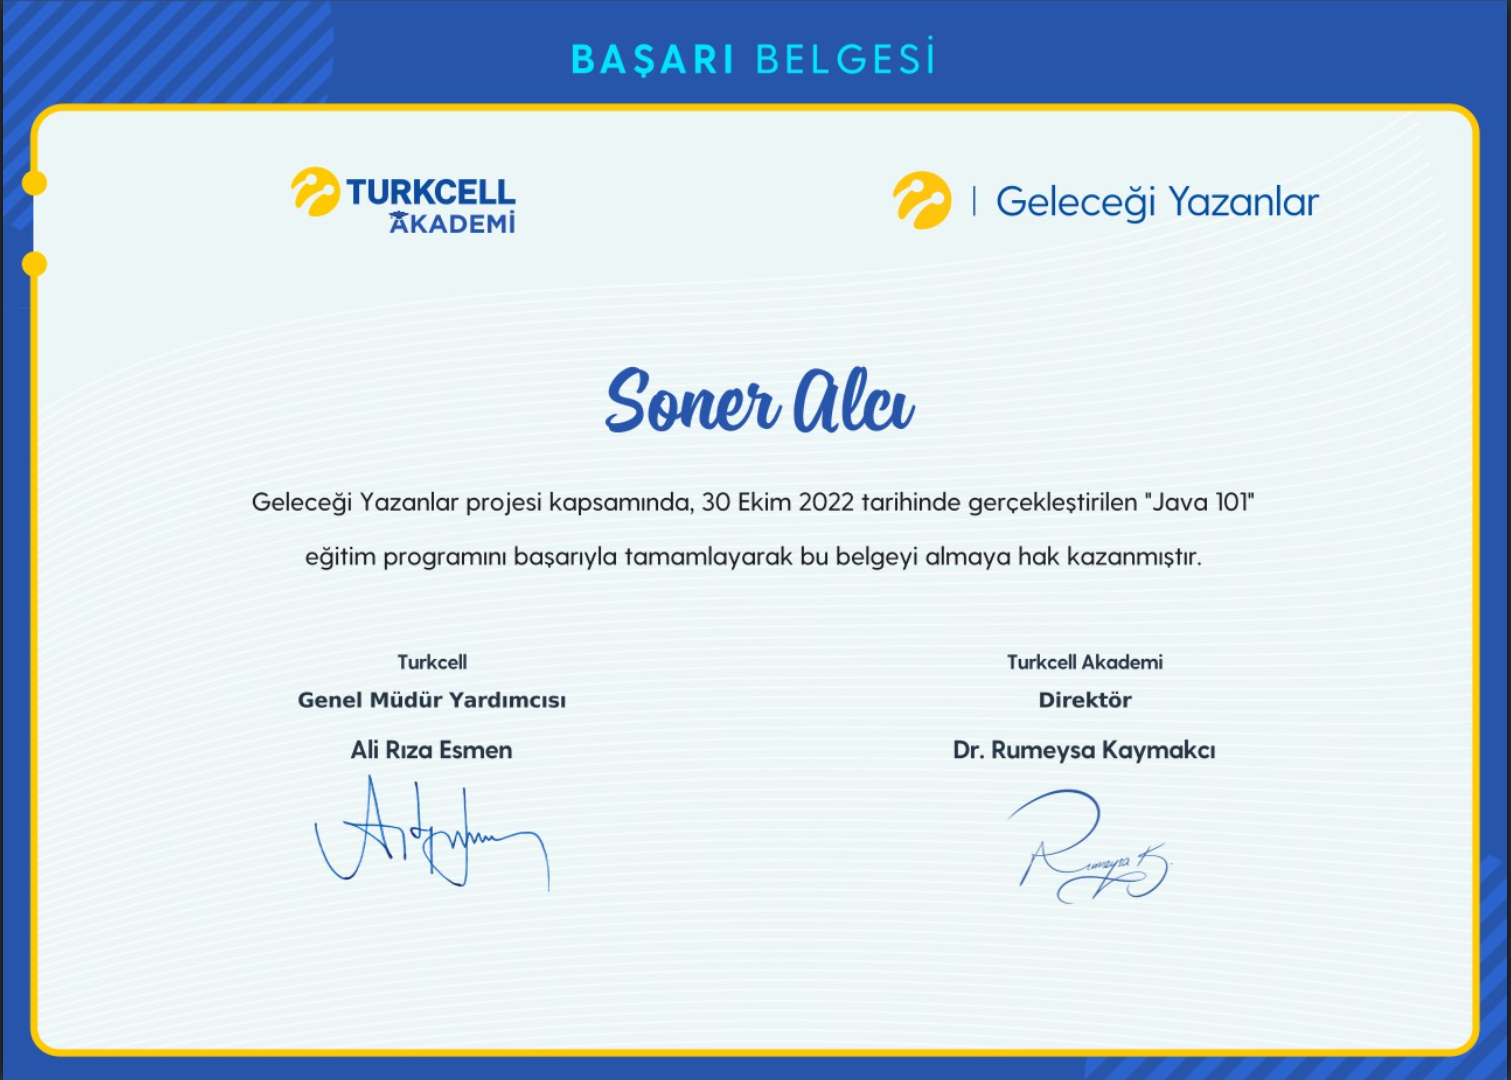 BAŞARI BELGESİ
TURKCELL
AKADEMİ
| Geleceği Yazanlar
Soner Alcı
Geleceği Yazanlar projesi kapsamında, 30 Ekim 2022 tarihinde gerçekleştirilen "Java 101"
eğitim programını başarıyla tamamlayarak bu belgeyi almaya hak kazanmıştır.
Turkcell
Genel Müdür Yardımcısı
Ali Rıza Esmen
Turkcell Akademi
Direktör
Dr. Rumeysa Kaymakcı
Rumeysa K.